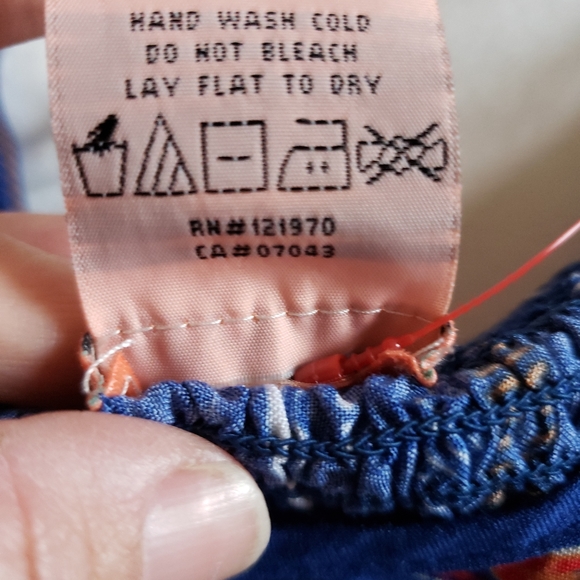 HAND WASH COLD
DO NOT BLEACH
LAY FLAT TO DRY
RN#121970
CA#07043